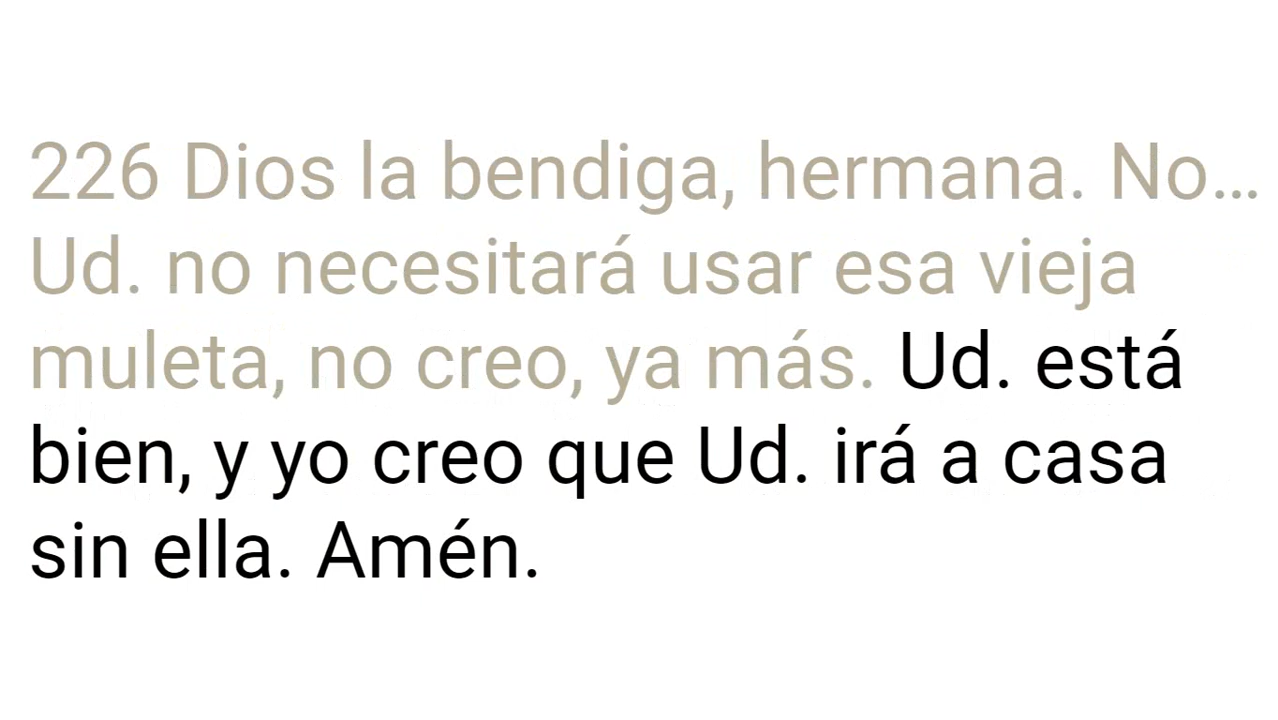 226 Dios la bendiga, hermana. No…
Ud. no necesitará usar esa vieja
muleta, no creo, ya más. Ud. está
bien, y yo creo que Ud. irá a casa
sin ella. Amén.